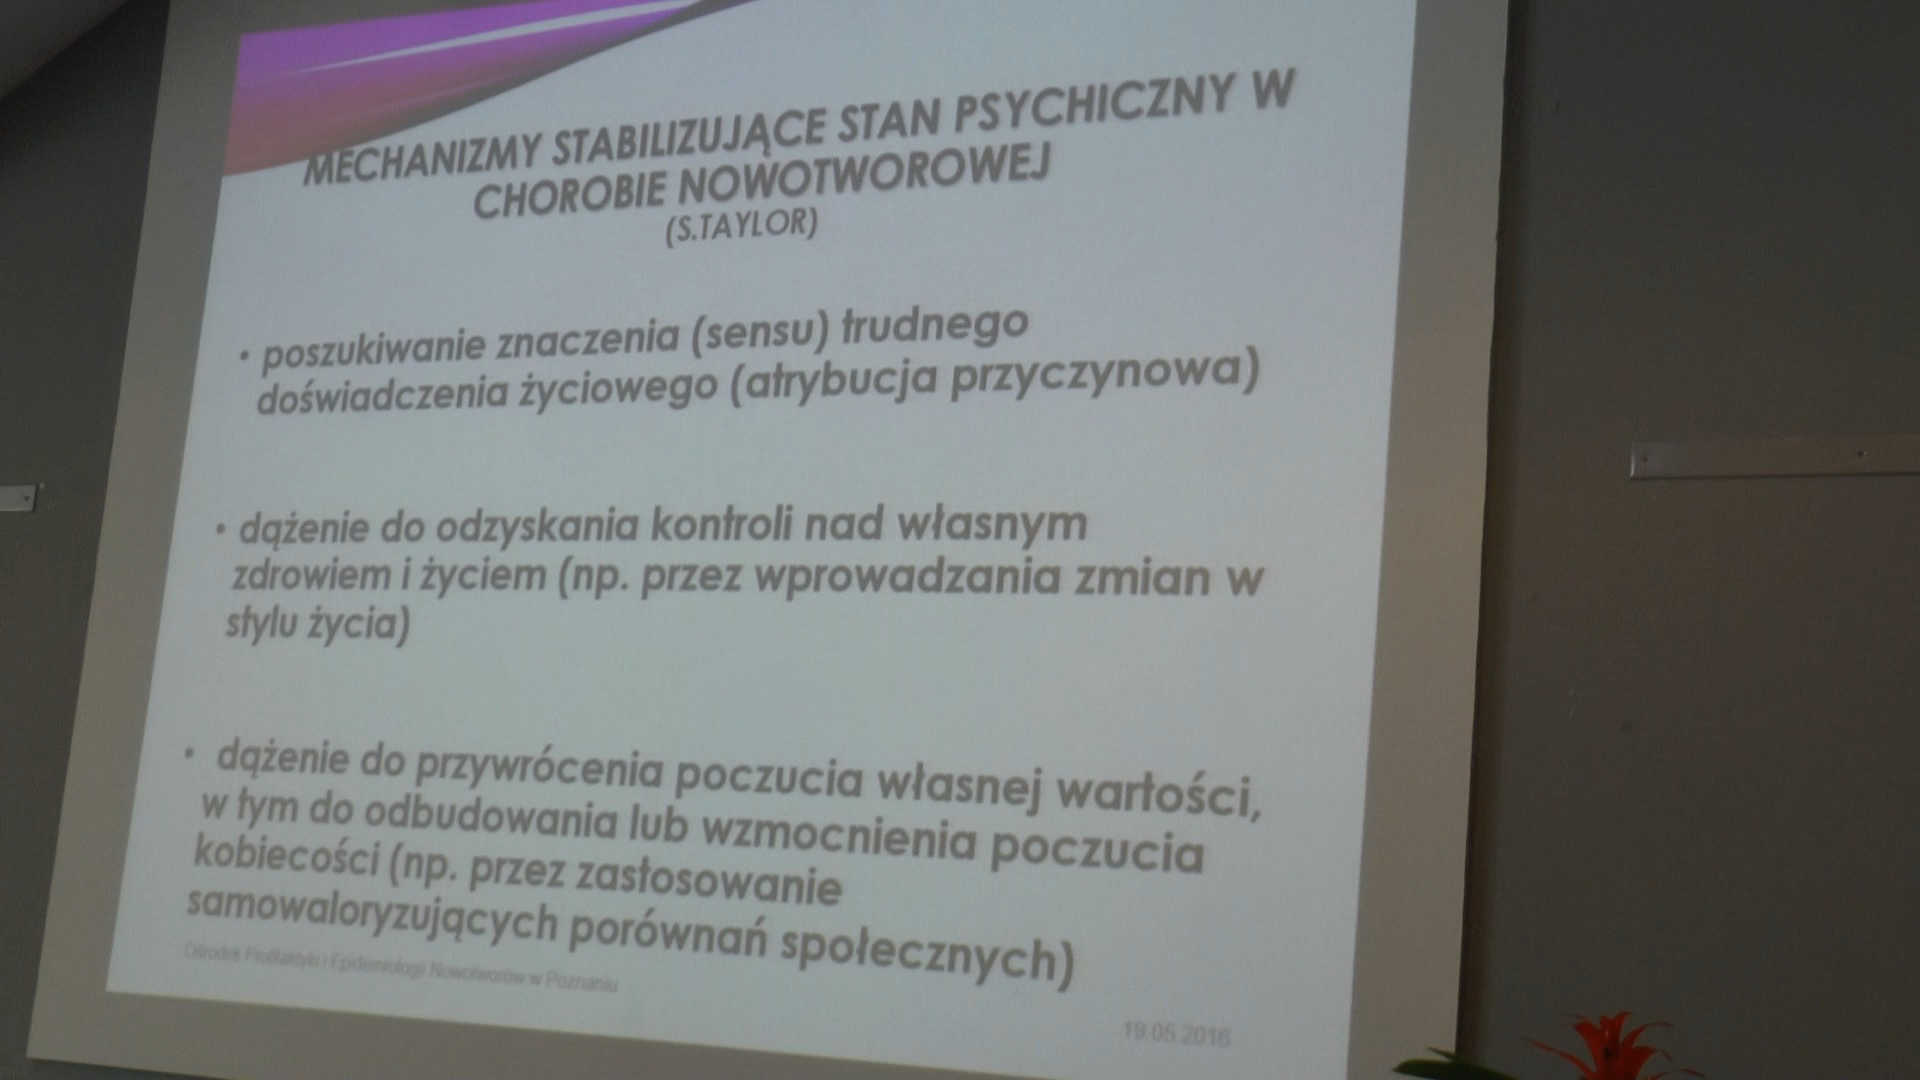 MECHANIZMY STABILIZUJĄCE STAN PSYCHICZNY W
CHOROBIE NOWOTWOROWEJ
(S.TAYLOR)
• poszukiwanie znaczenia (sensu) trudnego
doświadczenia życiowego (atrybucja przyczynowa)
• dążenie do odzyskania kontroli nad własnym
zdrowiem i życiem (np. przez wprowadzania zmian w
stylu życia)
• dążenie do przywrócenia poczucia własnej wartości,
w tym do odbudowania lub wzmocnienia poczucia
kobiecości (np. przez zastosowanie
samowaloryzujących porównań społecznych)
Ośrodek Profilaktyki i Epidemiologii Nowotworów w Poznaniu
19.05.2016